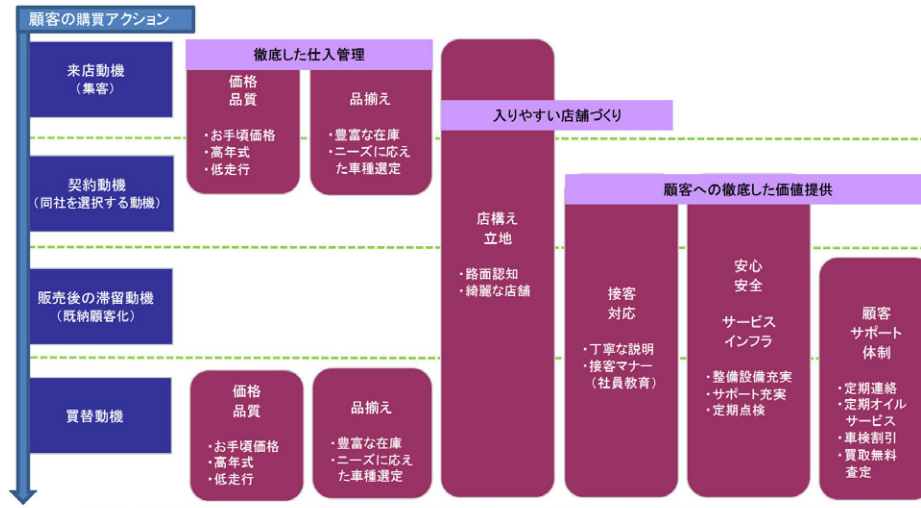 顧客の購買アクション
来店動機
（集客）
契約動機
（同社を選択する動機）
販売後の滞留動機
（既納顧客化）
買替動機
徹底した仕入管理
価格
品質
・お手頃価格
・高年式
・低走行
品揃え
・豊富な在庫
・ニーズに応え
た車種選定
入りやすい店舗づくり
店構え
立地
・路面認知
・綺麗な店舗
顧客への徹底した価値提供
接客
対応
・丁寧な説明
・接客マナー
（社員教育）
安心
安全
サービス
インフラ
・整備設備充実
・サポート充実
・定期点検
顧客
サポート
体制
・定期連絡
・定期オイル
サービス
・車検割引
・買取無料
査定
価格
品質
・お手頃価格
・高年式
・低走行
品揃え
・豊富な在庫
・ニーズに応え
た車種選定